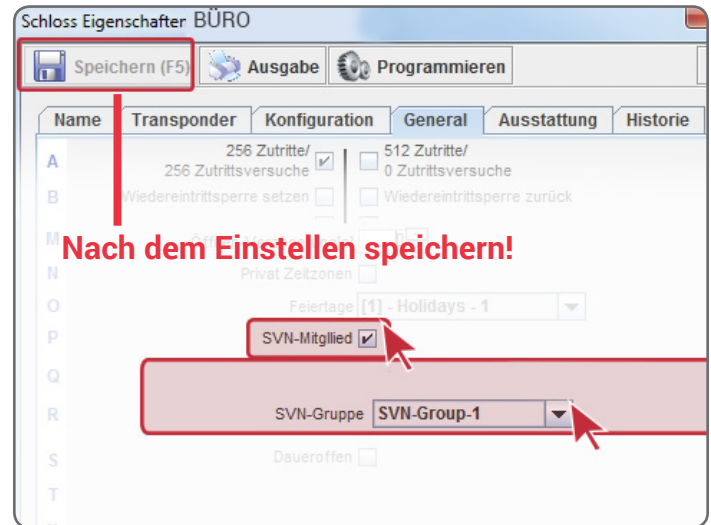 Schloss Eigenschafter BÜRO
Speichern (F5) Ausgabe Programmieren
Name Transponder Konfiguration General Ausstattung Historie
A 256 Zutritte/ 512 Zutritte/
256 Zutrittsversuche 0 Zutrittsversuche
B Wiedereintrittsperre setzen Wiedereintrittsperre zurück
M
Nach dem Einstellen speichern!
N Privat Zeitzonen
O Feiertage [1] - Holidays - 1
P SVN-Mitgllied
Q
R SVN-Gruppe SVN-Group-1
S Daueroffen
T